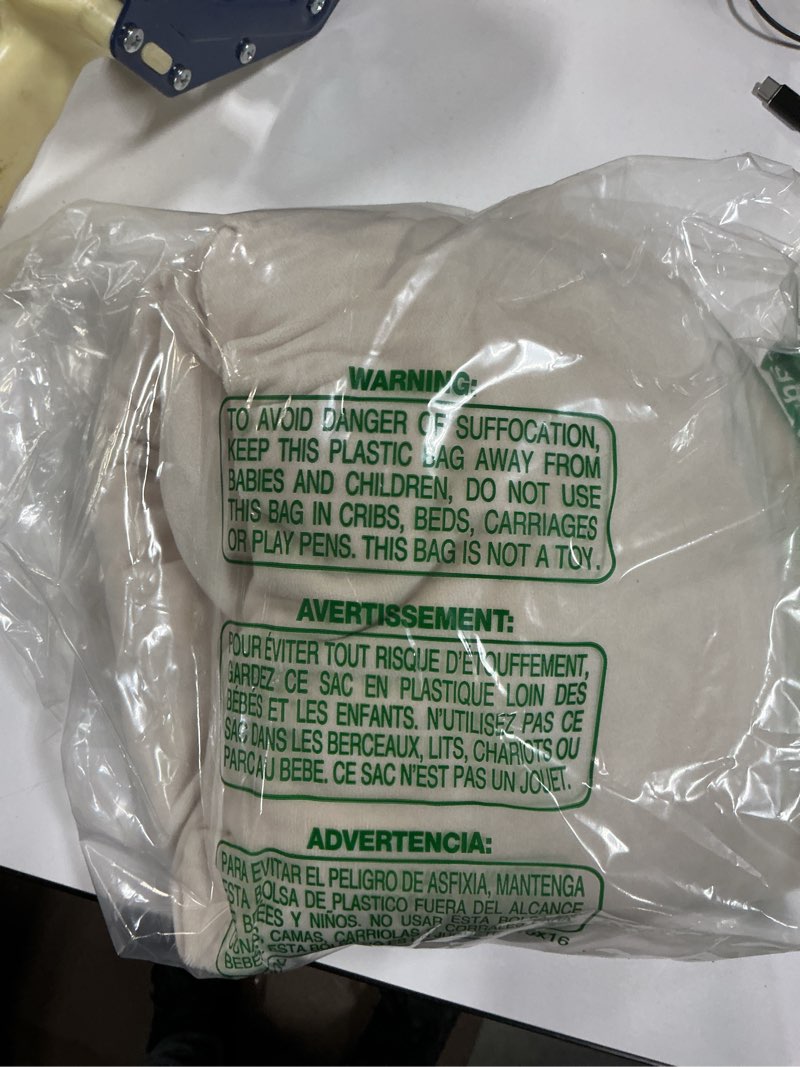 WARNING:
TO AVOID DANGER OF SUFFOCATION,
KEEP THIS PLASTIC BAG AWAY FROM
BABIES AND CHILDREN, DO NOT USE
THIS BAG IN CRIBS, BEDS, CARRIAGES
OR PLAY PENS. THIS BAG IS NOT A TOY.
AVERTISSEMENT:
POUR ÉVITER TOUT RISQUE D'ÉTOUFFEMENT,
GARDEZ CE SAC EN PLASTIQUE LOIN DES
BÉBÉS ET LES ENFANTS. N'UTILISEZ PAS CE
SAC DANS LES BERCEAUX, LITS, CHARIOTS OU
PARC AU BEBE. CE SAC N'EST PAS UN JOUET.
ADVERTENCIA:
PARA EVITAR EL PELIGRO DE ASFIXIA, MANTENGA
ESTA BOLSA DE PLASTICO FUERA DEL ALCANCE
Y NIÑOS. NO USAR ESTA
CAMAS, CARRIOLAS
BEBE ESTA